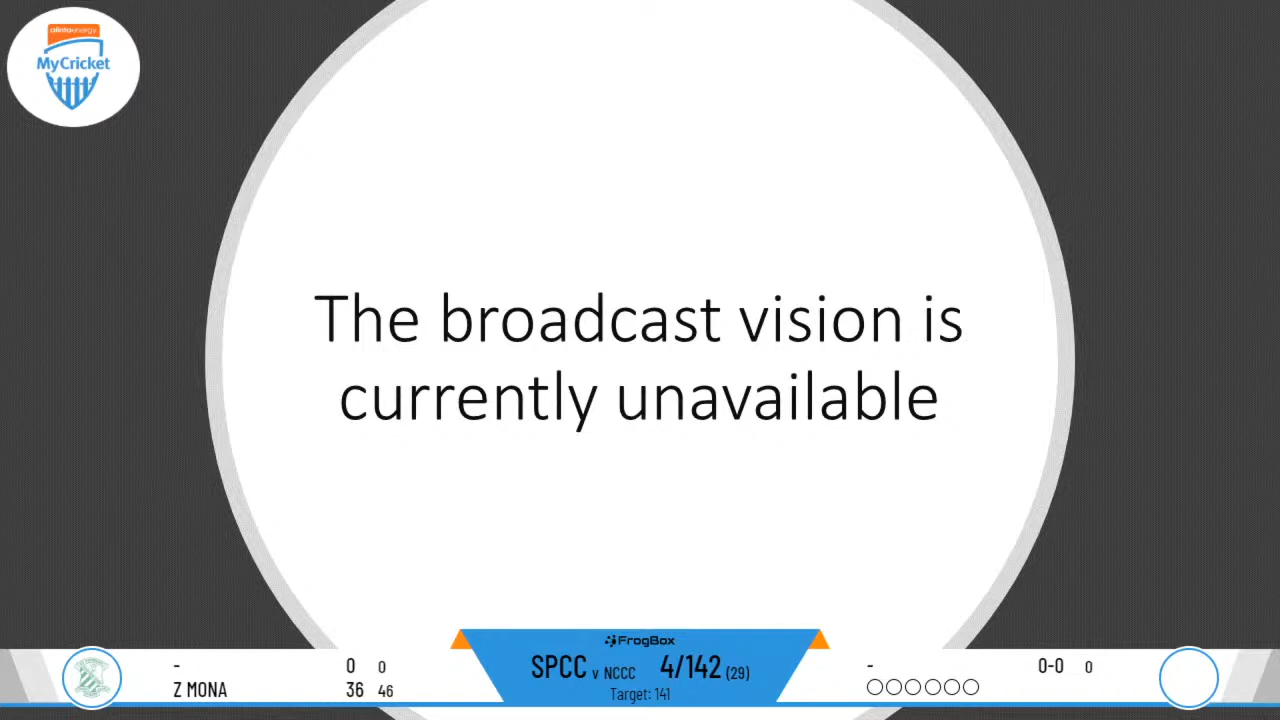 alintaenergy
MyCricket
The broadcast vision is
currently unavailable
FrogBox
- 0 0
Z MONA 36 46
SPCC v NCCC 4/142 (29)
Target: 141
- 0-0 0